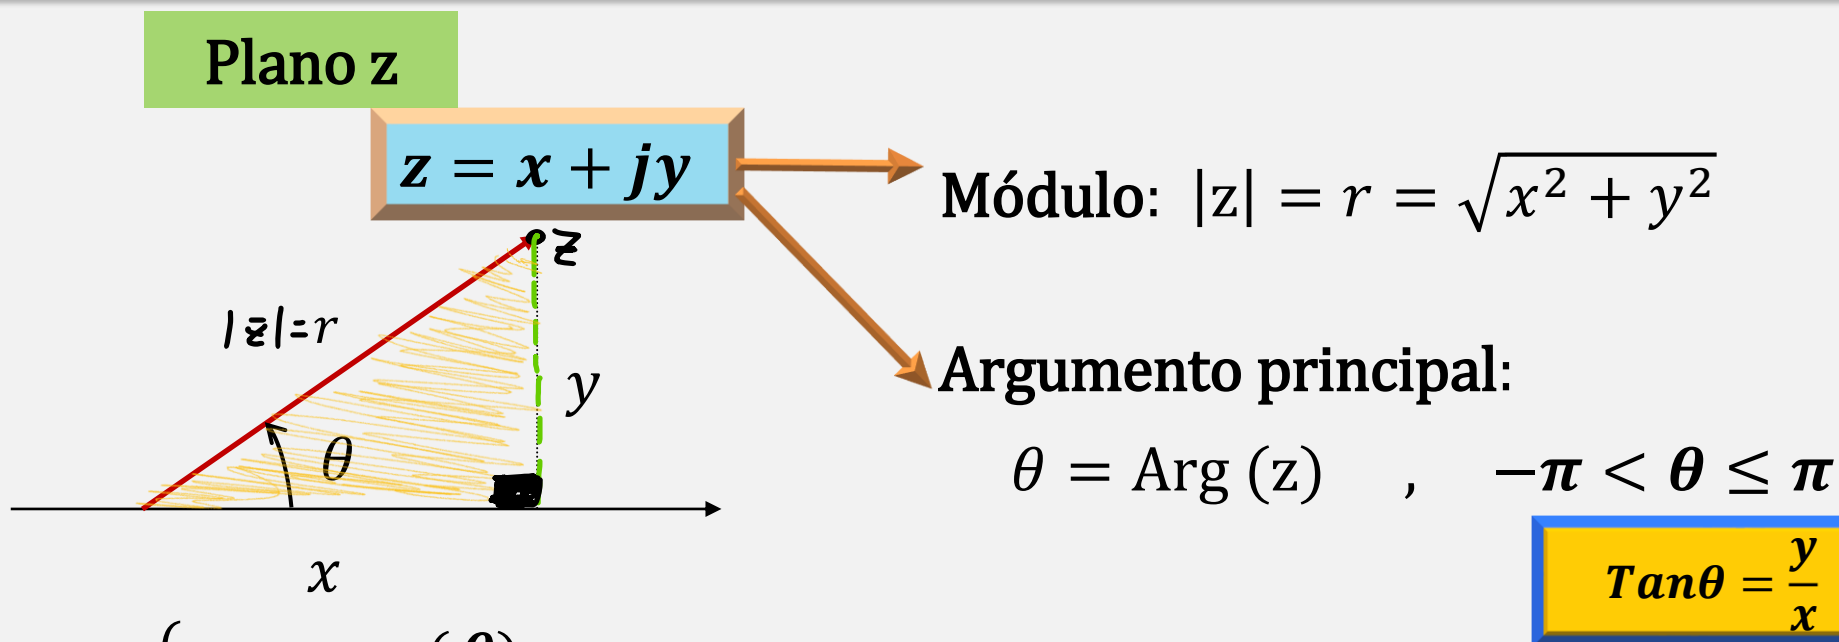 Plano z
z = x + jy
Módulo: |z| = r = √(x² + y²)
z
|z|=r
y
θ
x
Argumento principal:
θ = Arg (z) , −π < θ ≤ π
Tanθ = y/x